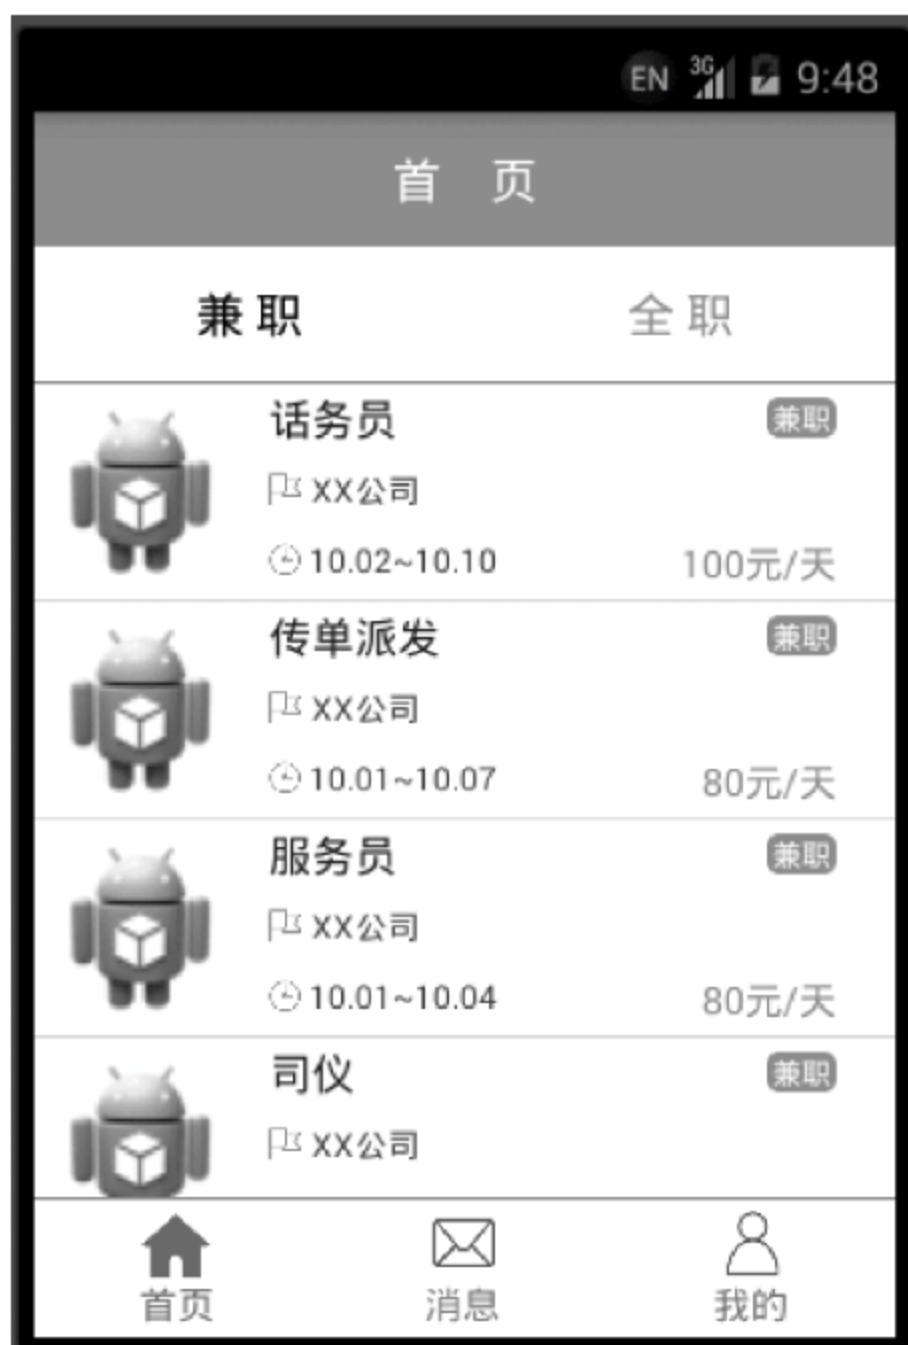 EN 3G 9:48
首 页
兼职 全职
话务员 兼职
XX公司
10.02~10.10 100元/天
传单派发 兼职
XX公司
10.01~10.07 80元/天
服务员 兼职
XX公司
10.01~10.04 80元/天
司仪 兼职
XX公司
首页 消息 我的